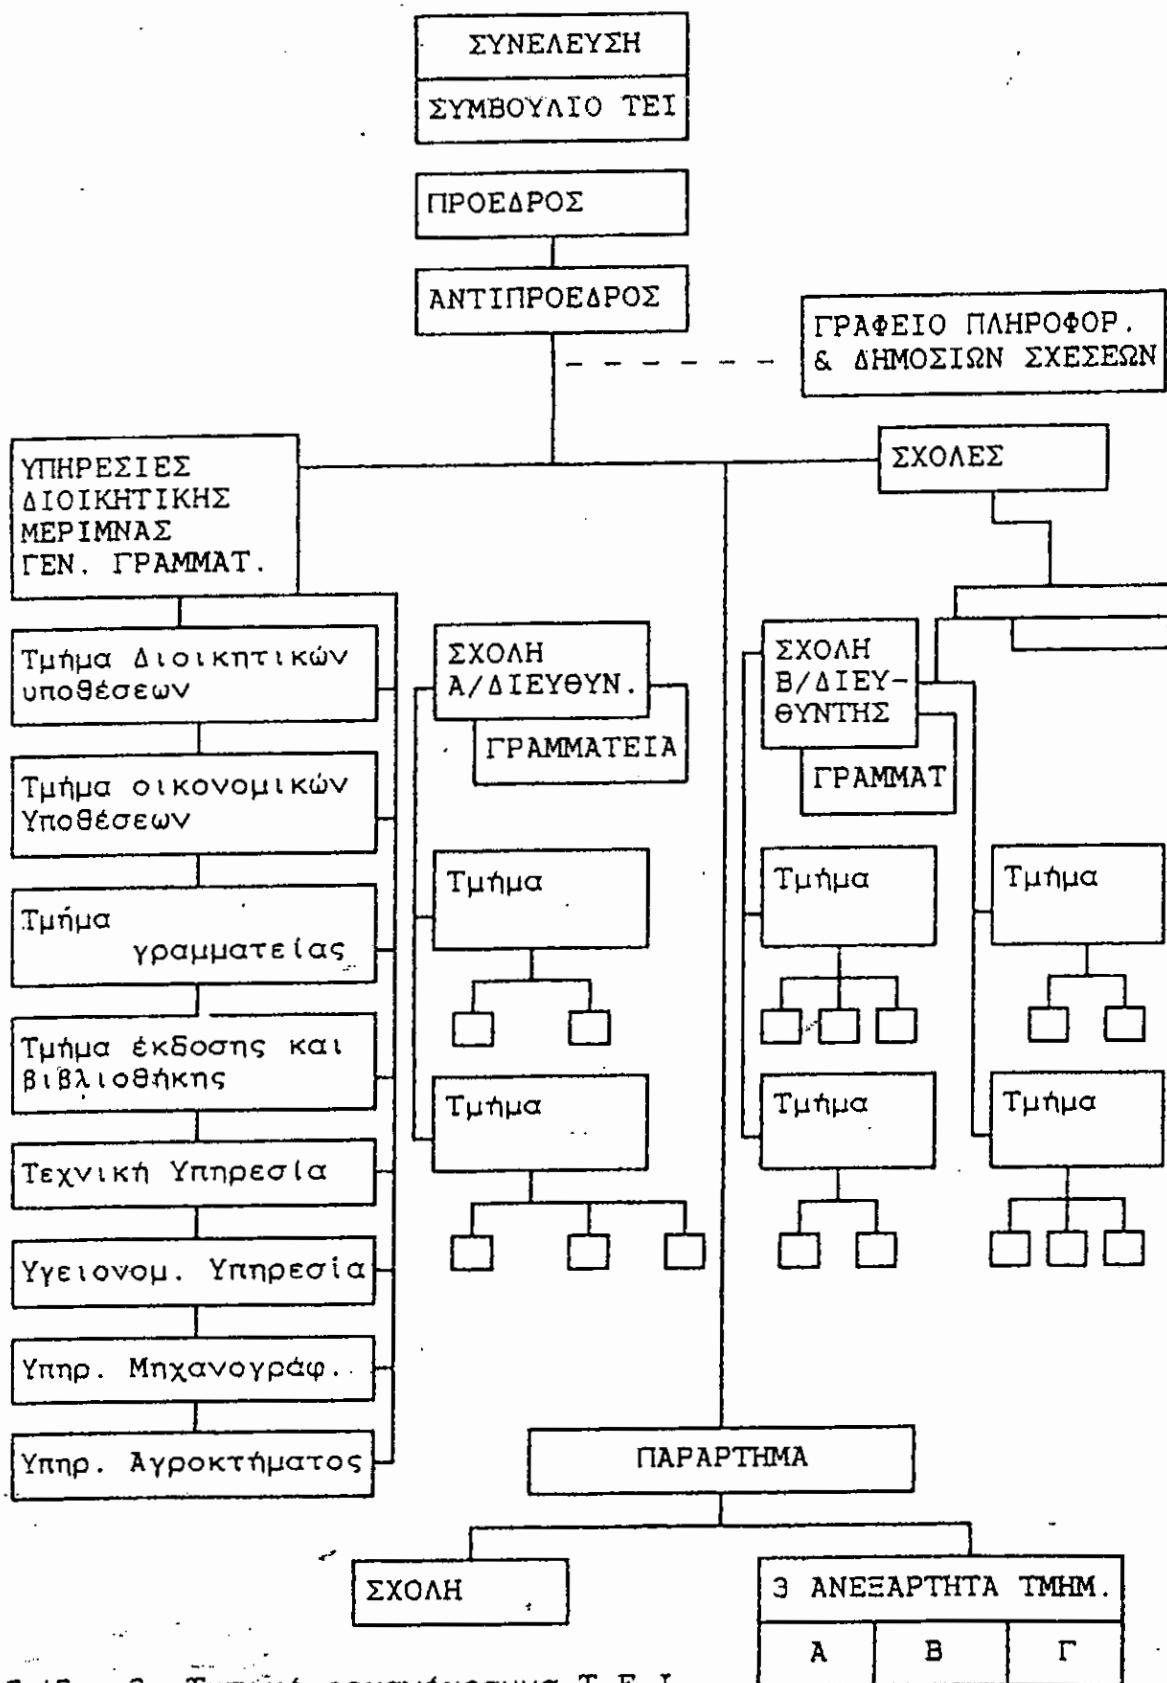 ΣΥΝΕΛΕΥΣΗ
ΣΥΜΒΟΥΛΙΟ ΤΕΙ
ΠΡΟΕΔΡΟΣ
ΑΝΤΙΠΡΟΕΔΡΟΣ
ΓΡΑΦΕΙΟ ΠΛΗΡΟΦΟΡ.
& ΔΗΜΟΣΙΩΝ ΣΧΕΣΕΩΝ
ΥΠΗΡΕΣΙΕΣ
ΔΙΟΙΚΗΤΙΚΗΣ
ΜΕΡΙΜΝΑΣ
ΓΕΝ. ΓΡΑΜΜΑΤ.
ΣΧΟΛΕΣ
Τμήμα Διοικητικών
υποθέσεων
Τμήμα οικονομικών
Υποθέσεων
Τμήμα
γραμματείας
Τμήμα έκδοσης και
βιβλιοθήκης
Τεχνική Υπηρεσία
Υγειονομ. Υπηρεσία
Υπηρ. Μηχανογράφ.
Υπηρ. Αγροκτήματος
ΣΧΟΛΗ
Α/ΔΙΕΥΘΥΝ.
ΓΡΑΜΜΑΤΕΙΑ
Τμήμα
Τμήμα
ΣΧΟΛΗ
Β/ΔΙΕΥ-
ΘΥΝΤΗΣ
ΓΡΑΜΜΑΤ
Τμήμα
Τμήμα
Τμήμα
Τμήμα
ΠΑΡΑΡΤΗΜΑ
ΣΧΟΛΗ
3 ΑΝΕΞΑΡΤΗΤΑ ΤΜΗΜ.
Α Β Γ